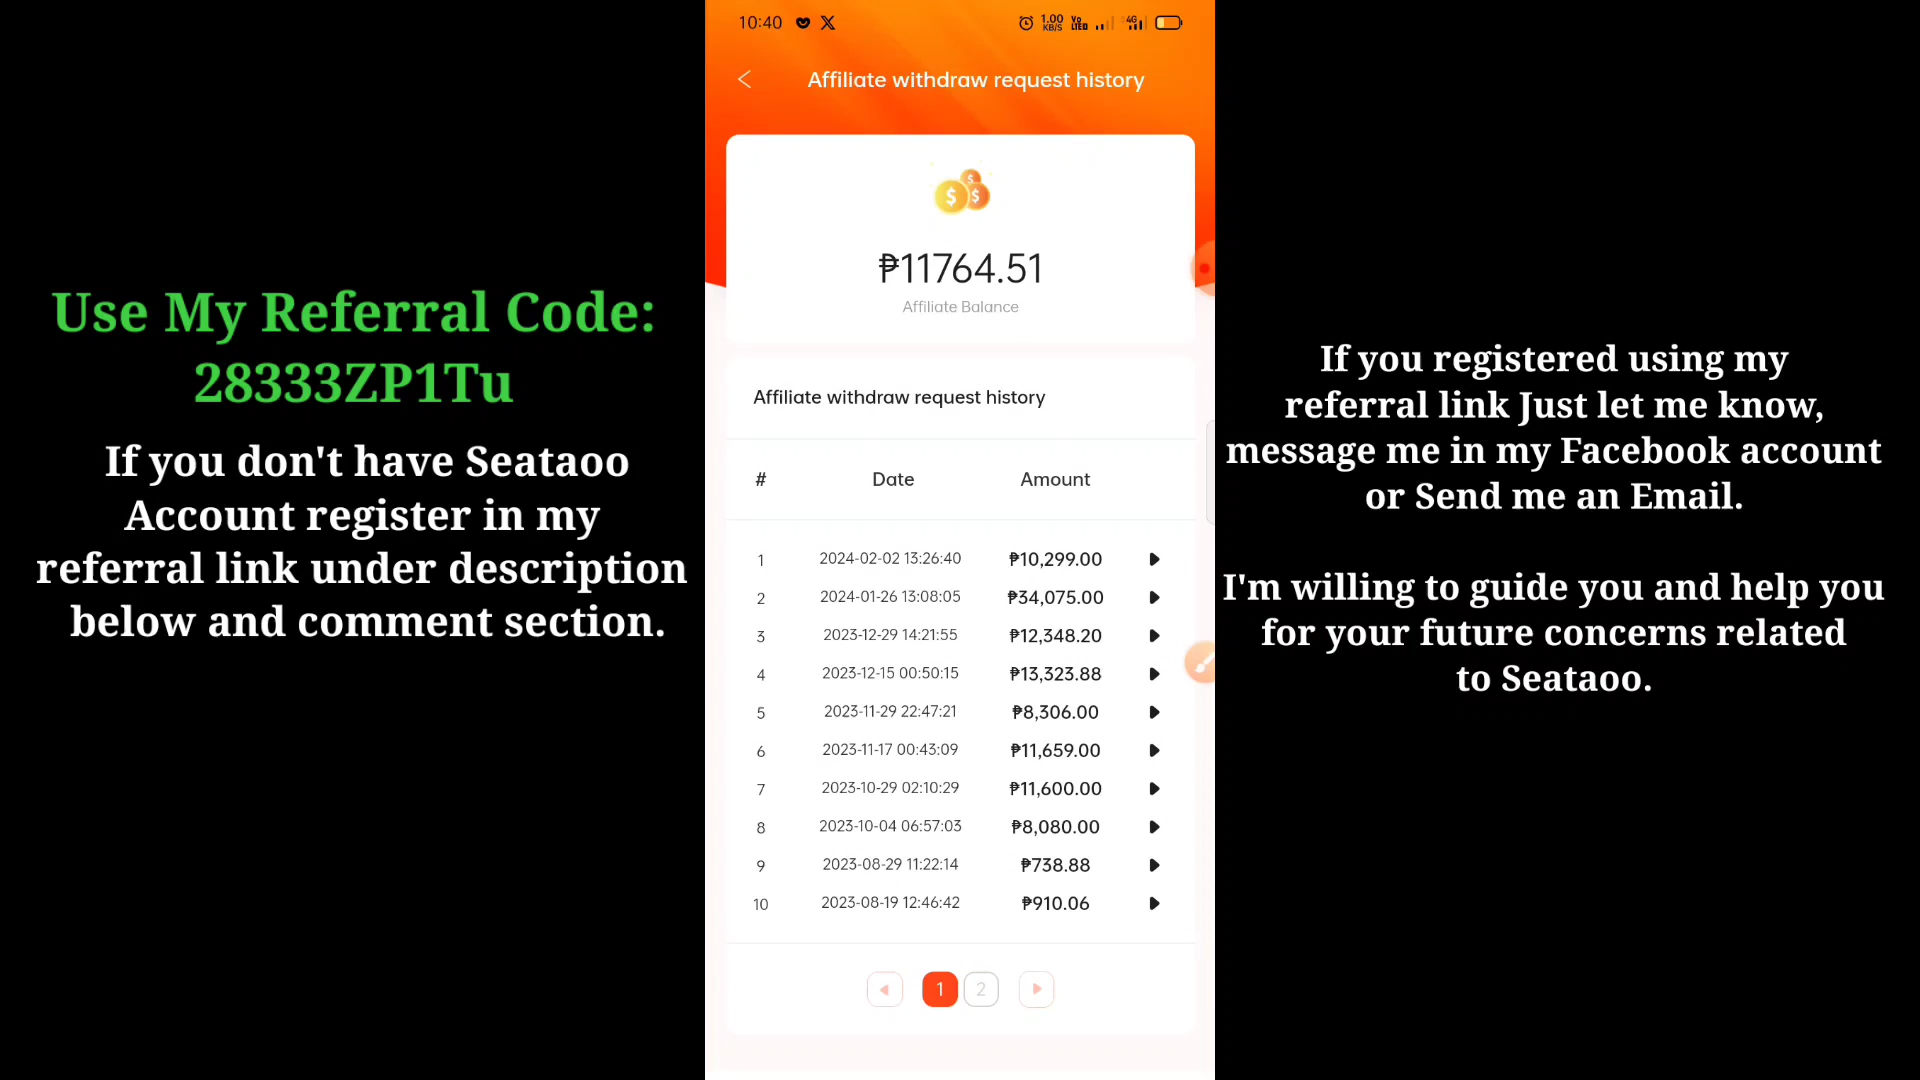 Use My Referral Code:
28333ZP1Tu
If you don't have Seataoo
Account register in my
referral link under description
below and comment section.
10:40
1.00
KB/S
Vo
LTE
4G
Affiliate withdraw request history
₱11764.51
Affiliate Balance
Affiliate withdraw request history
# Date Amount
1 2024-02-02 13:26:40 ₱10,299.00
2 2024-01-26 13:08:05 ₱34,075.00
3 2023-12-29 14:21:55 ₱12,348.20
4 2023-12-15 00:50:15 ₱13,323.88
5 2023-11-29 22:47:21 ₱8,306.00
6 2023-11-17 00:43:09 ₱11,659.00
7 2023-10-29 02:10:29 ₱11,600.00
8 2023-10-04 06:57:03 ₱8,080.00
9 2023-08-29 11:22:14 ₱738.88
10 2023-08-19 12:46:42 ₱910.06
1 2
If you registered using my
referral link Just let me know,
message me in my Facebook account
or Send me an Email.
I'm willing to guide you and help you
for your future concerns related
to Seataoo.